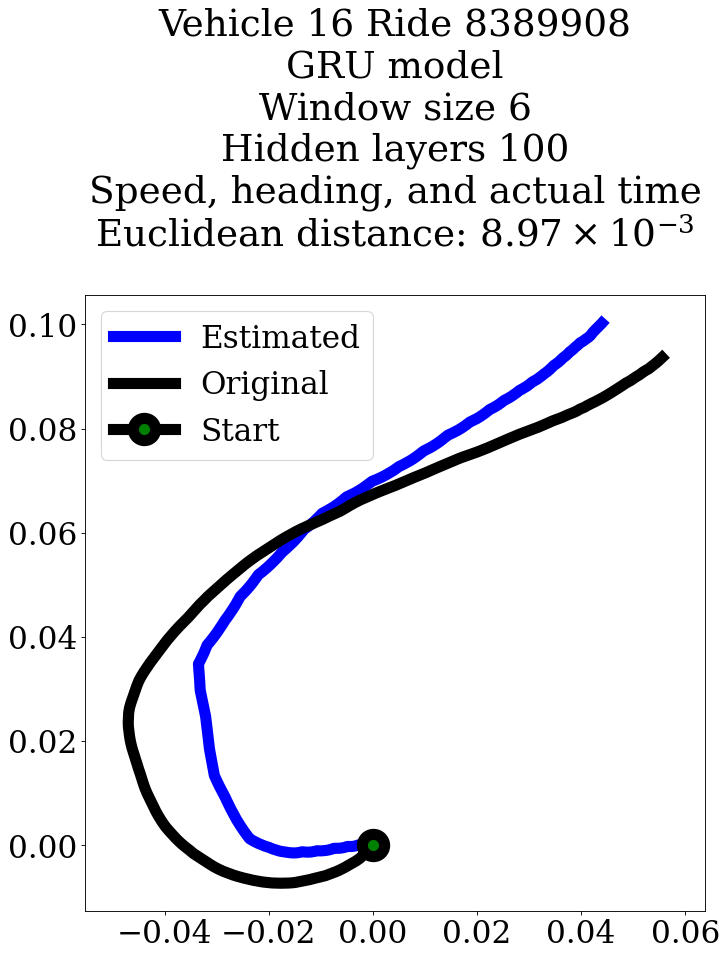 Vehicle 16 Ride 8389908
GRU model
Window size 6
Hidden layers 100
Speed, heading, and actual time
Euclidean distance: 8.97 × 10⁻³
Estimated
Original
Start
0.10
0.08
0.06
0.04
0.02
0.00
−0.04 −0.02 0.00 0.02 0.04 0.06